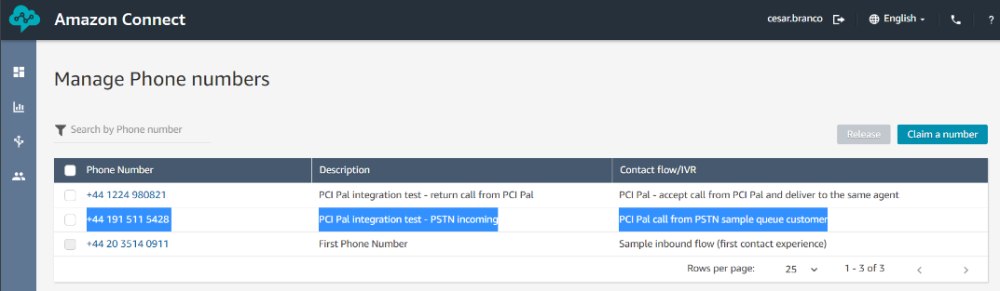 Amazon Connect
cesar.branco
English
?
Manage Phone numbers
Search by Phone number
Release
Claim a number
Phone Number Description Contact flow/IVR
+44 1224 980821 PCI Pal integration test - return call from PCI Pal PCI Pal - accept call from PCI Pal and deliver to the same agent
+44 191 511 5428 PCI Pal integration test - PSTN incoming PCI Pal call from PSTN sample queue customer
+44 20 3514 0911 First Phone Number Sample inbound flow (first contact experience)
Rows per page: 25 1 - 3 of 3